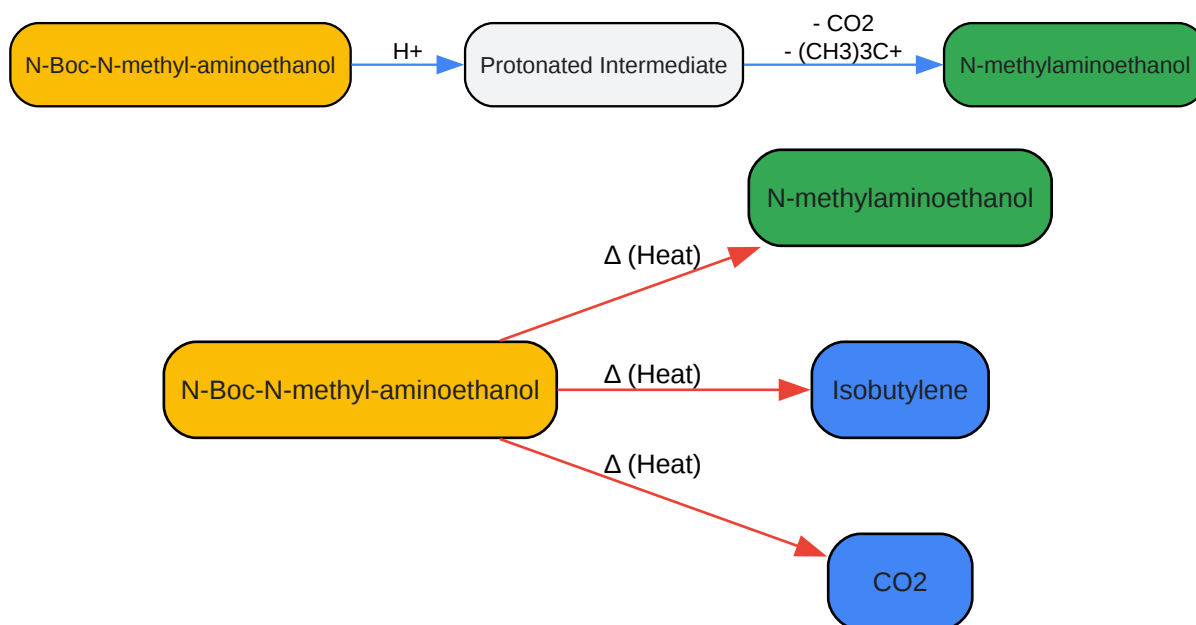 N-Boc-N-methyl-aminoethanol
H+
Protonated Intermediate
- CO2
- (CH3)3C+
N-methylaminoethanol
N-methylaminoethanol
Δ (Heat)
N-Boc-N-methyl-aminoethanol
Δ (Heat)
Isobutylene
Δ (Heat)
CO2